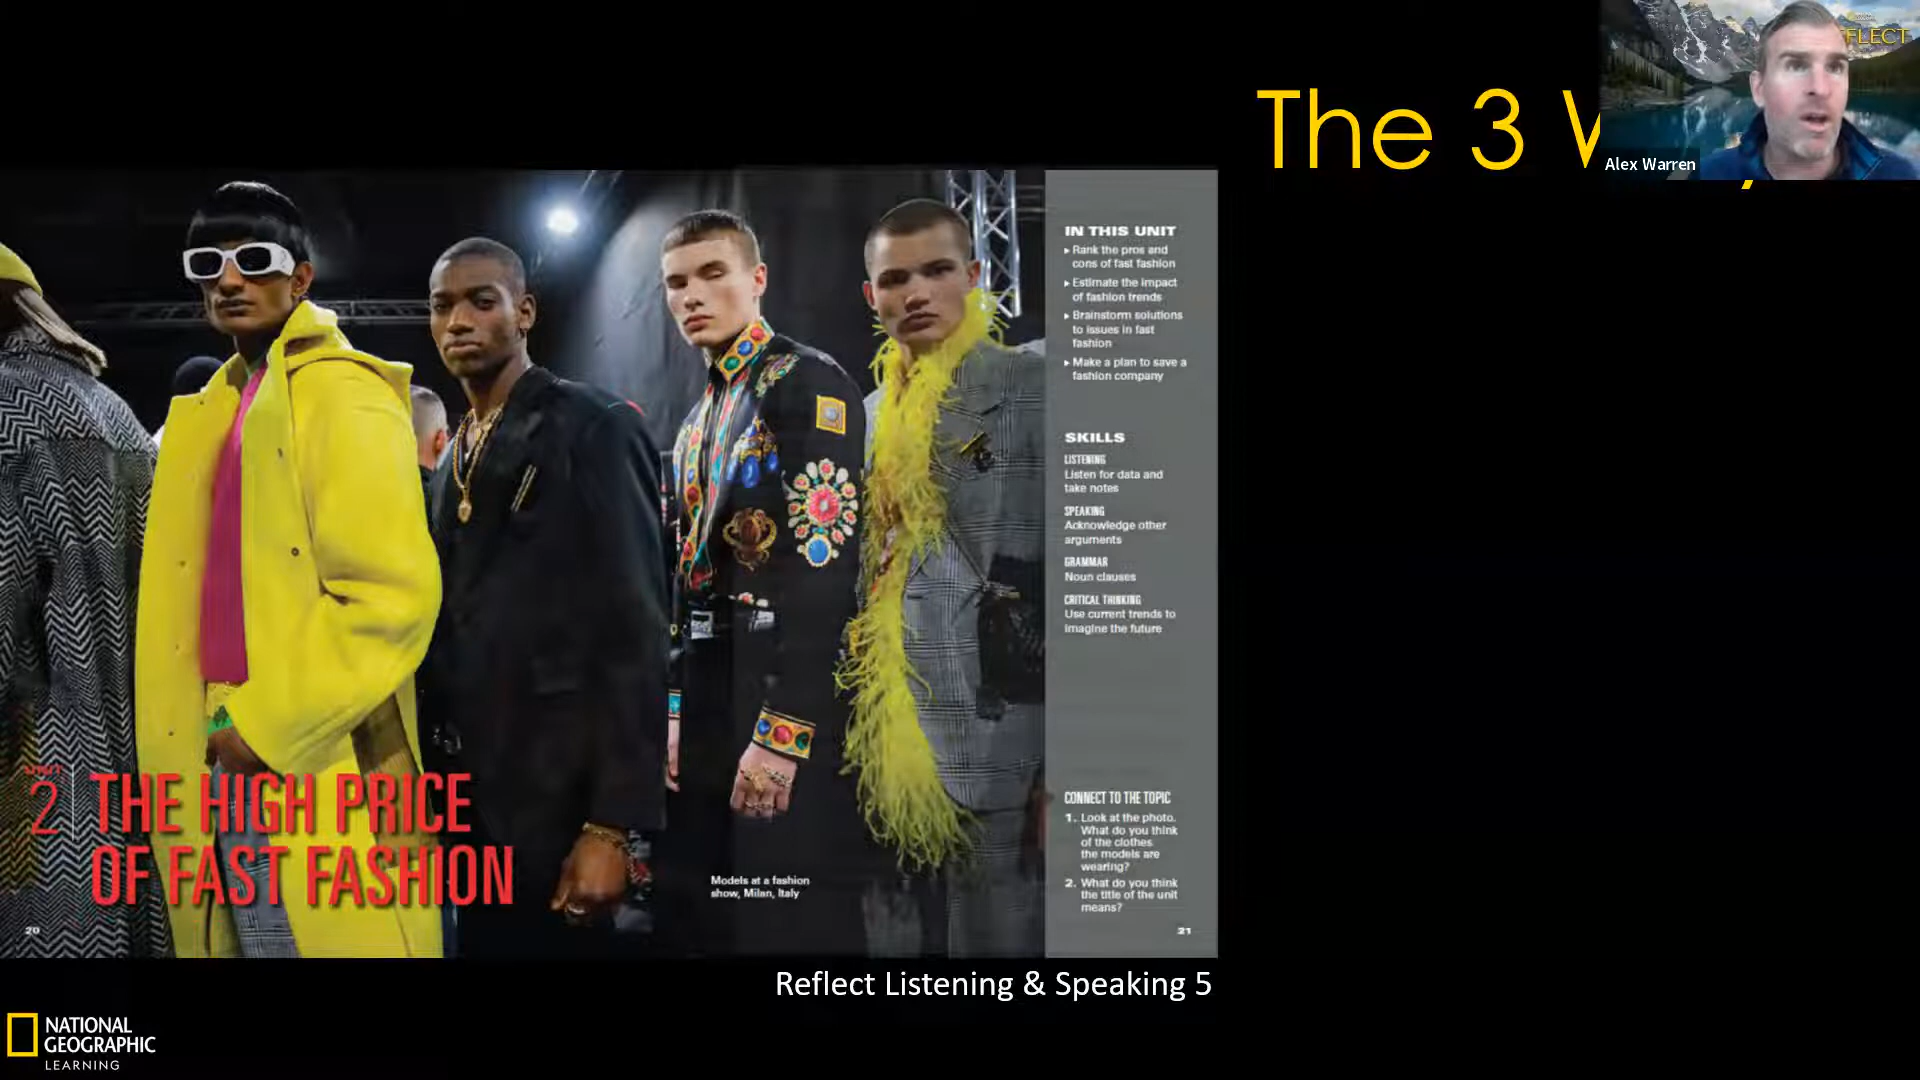 FLECT
The 3 W
Alex Warren
IN THIS UNIT
▸ Rank the pros and
cons of fast fashion
▸ Estimate the impact
of fashion trends
▸ Brainstorm solutions
to issues in fast
fashion
▸ Make a plan to save a
fashion company
SKILLS
LISTENING
Listen for data and
take notes
SPEAKING
Acknowledge other
arguments
GRAMMAR
Noun clauses
CRITICAL THINKING
Use current trends to
imagine the future
CONNECT TO THE TOPIC
1. Look at the photo.
What do you think
of the clothes
the models are
wearing?
2. What do you think
the title of the unit
means?
UNIT
2
THE HIGH PRICE
OF FAST FASHION
Models at a fashion
show, Milan, Italy
20
21
Reflect Listening & Speaking 5
NATIONAL
GEOGRAPHIC
LEARNING